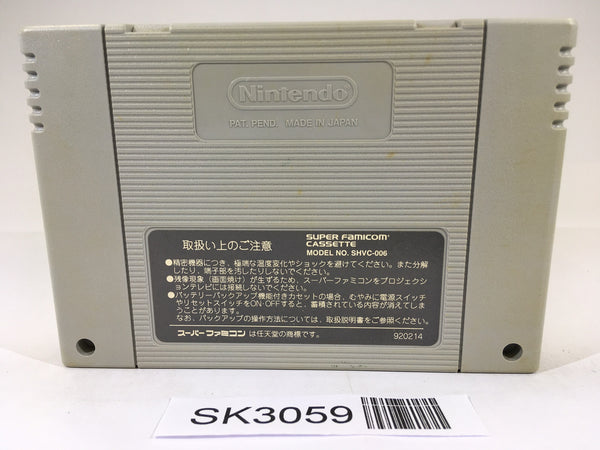 Nintendo
PAT. PEND. MADE IN JAPAN
取扱い上のご注意
SUPER FAMICOM
CASSETTE
MODEL NO. SHVC-006
●精密機器につき、極端な温度変化やショックを避けてください。また分解
したり、端子部を汚したりしないでください。
●残像現象（画面焼け）が生ずるため、スーパーファミコンをプロジェクシ
ョンテレビには接続しないでください。
●バッテリーバックアップ機能付きカセットの場合、むやみに電源スイッチ
やリセットスイッチをON・OFFすると、蓄積されている内容が消えてしま
うことがあります。
なお、バックアップの操作方法については、取扱説明書をご参照ください。
スーパーファミコンは任天堂の商標です。
920214
SK3059